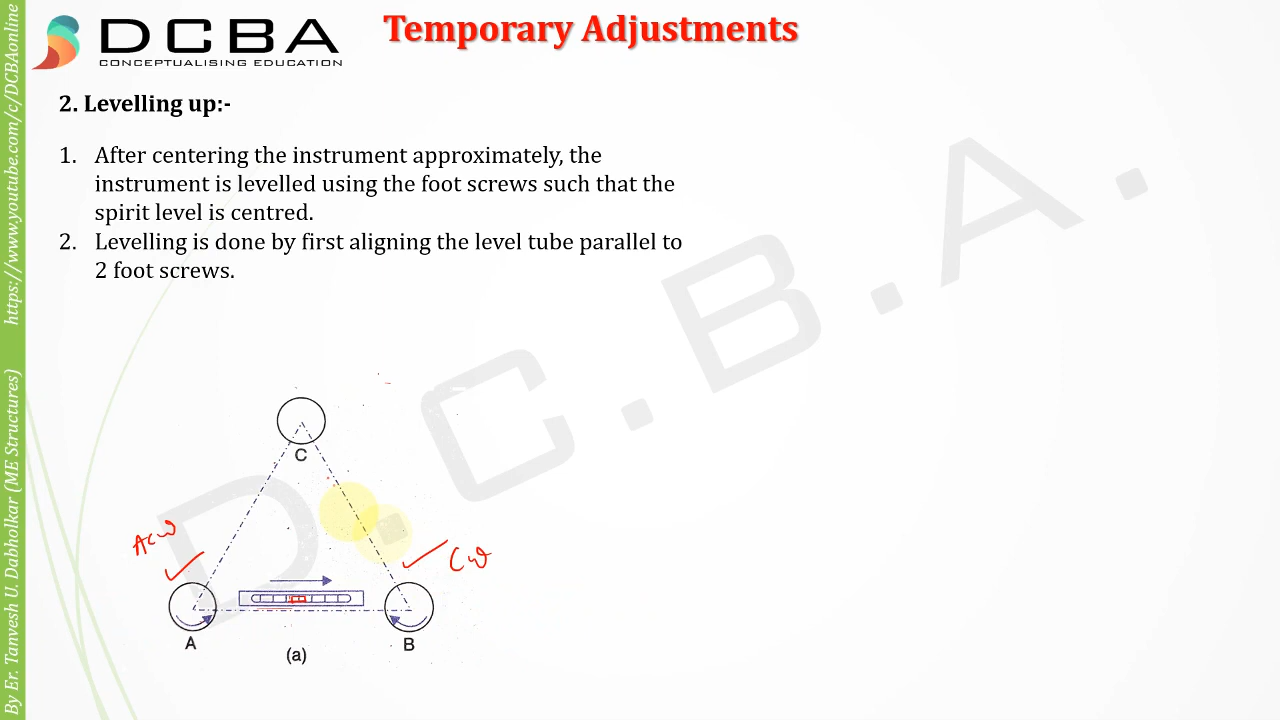 Temporary Adjustments
DCBA
CONCEPTUALISING EDUCATION
2. Levelling up:-
1. After centering the instrument approximately, the
instrument is levelled using the foot screws such that the
spirit level is centred.
2. Levelling is done by first aligning the level tube parallel to
2 foot screws.
C
ACW
CW
A
B
(a)
D.C.B.A.
By Er. Tanvesh U. Dabholkar (ME Structures) https://www.youtube.com/c/DCBAonline